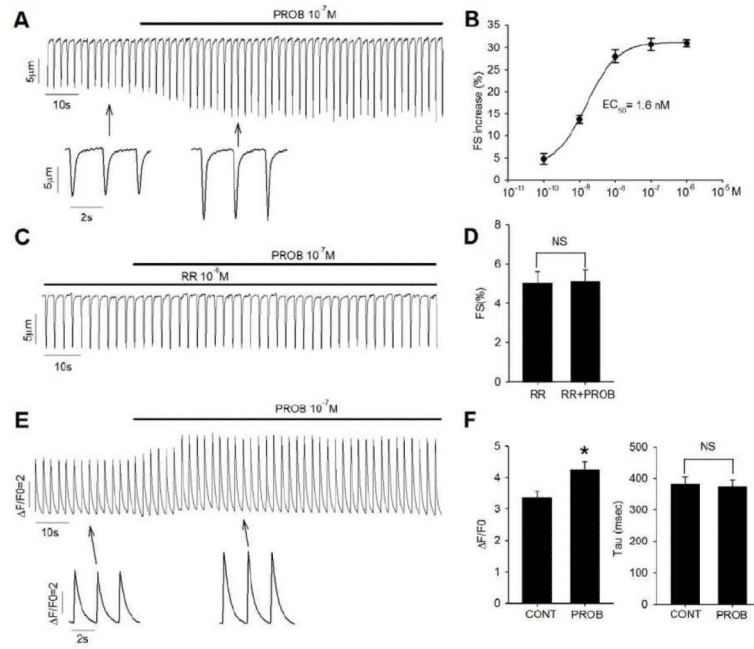 A
PROB 10⁻⁷M
5μm
10s
5μm
2s
B
FS increase (%)
35
30
25
20
15
10
5
0
EC₅₀= 1.6 nM
10⁻¹¹ 10⁻¹⁰ 10⁻⁹ 10⁻⁸ 10⁻⁷ 10⁻⁶ 10⁻⁵ M
C
PROB 10⁻⁷M
RR 10⁻⁶M
5μm
10s
D
FS(%)
8
6
4
2
0
NS
RR RR+PROB
E
PROB 10⁻⁷M
ΔF/F0=2
10s
ΔF/F0=2
2s
F
ΔF/F0
5
4
3
2
1
0
*
CONT PROB
Tau (msec)
500
400
300
200
100
0
NS
CONT PROB